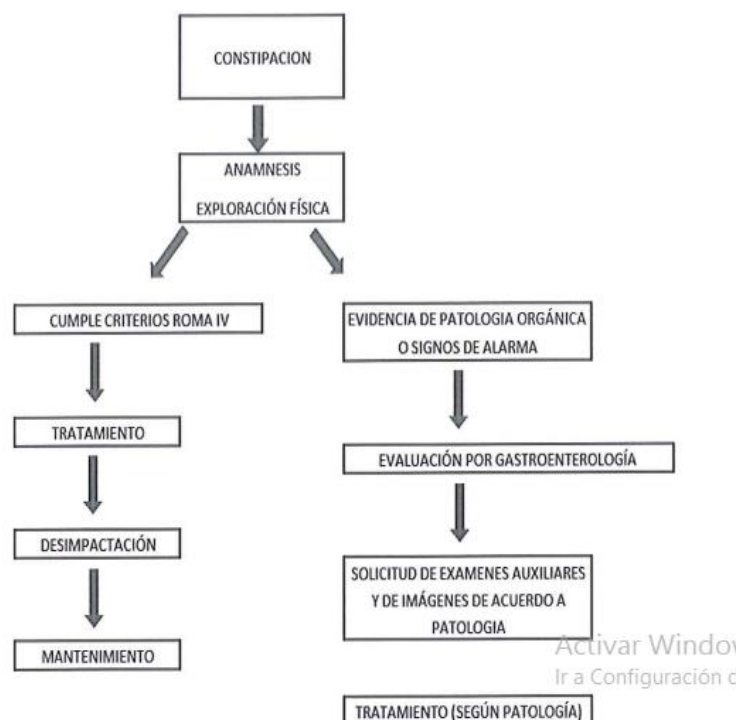 CONSTIPACION
ANAMNESIS
EXPLORACIÓN FÍSICA
CUMPLE CRITERIOS ROMA IV
EVIDENCIA DE PATOLOGIA ORGÁNICA
O SIGNOS DE ALARMA
TRATAMIENTO
EVALUACIÓN POR GASTROENTEROLOGÍA
DESIMPACTACIÓN
SOLICITUD DE EXAMENES AUXILIARES
Y DE IMÁGENES DE ACUERDO A
PATOLOGIA
MANTENIMIENTO
Activar Window
Ir a Configuración
TRATAMIENTO (SEGÚN PATOLOGÍA)